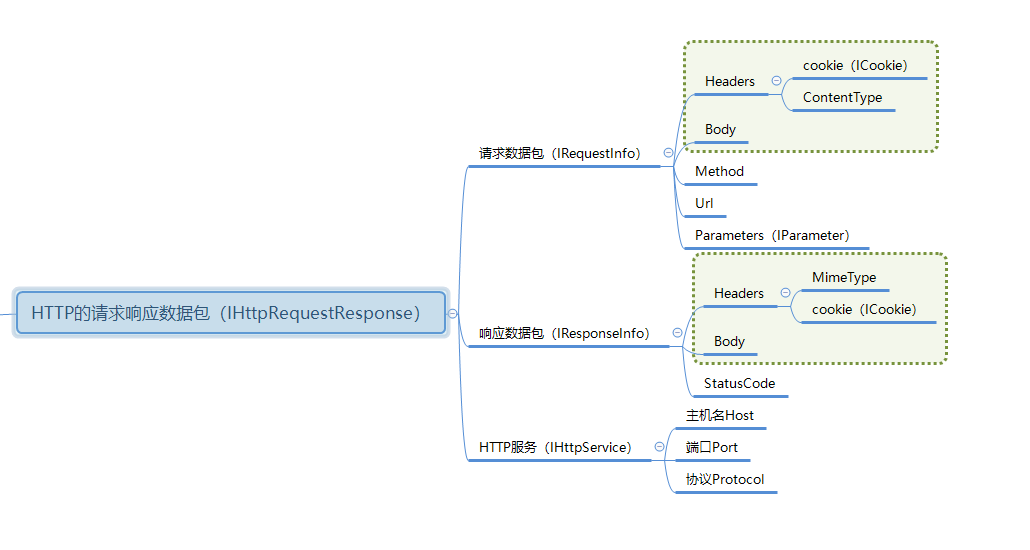 HTTP的请求响应数据包（IHttpRequestResponse）
请求数据包（IRequestInfo）
Headers
cookie（ICookie）
ContentType
Body
Method
Url
Parameters（IParameter）
响应数据包（IResponseInfo）
Headers
MimeType
cookie（ICookie）
Body
StatusCode
HTTP服务（IHttpService）
主机名Host
端口Port
协议Protocol